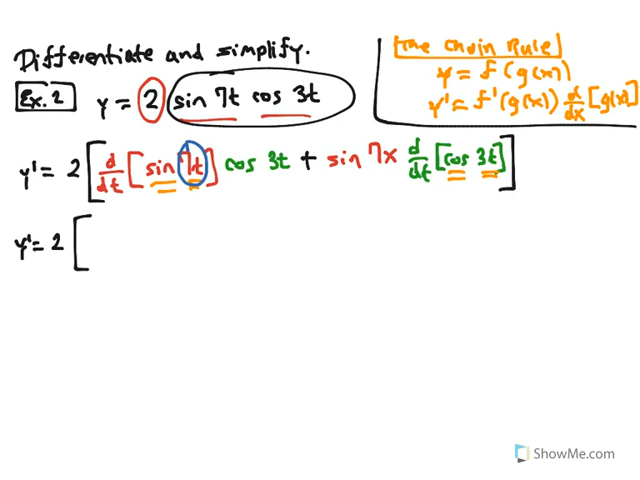 Differentiate and simplify.
Ex. 2
y = 2 sin 7t cos 3t
The Chain Rule
y = f(g(x))
y' = f'(g(x)) d/dx [g(x)]
y' = 2 [ d/dt [sin 7t] cos 3t + sin 7x d/dt [cos 3t] ]
y' = 2 [
ShowMe.com